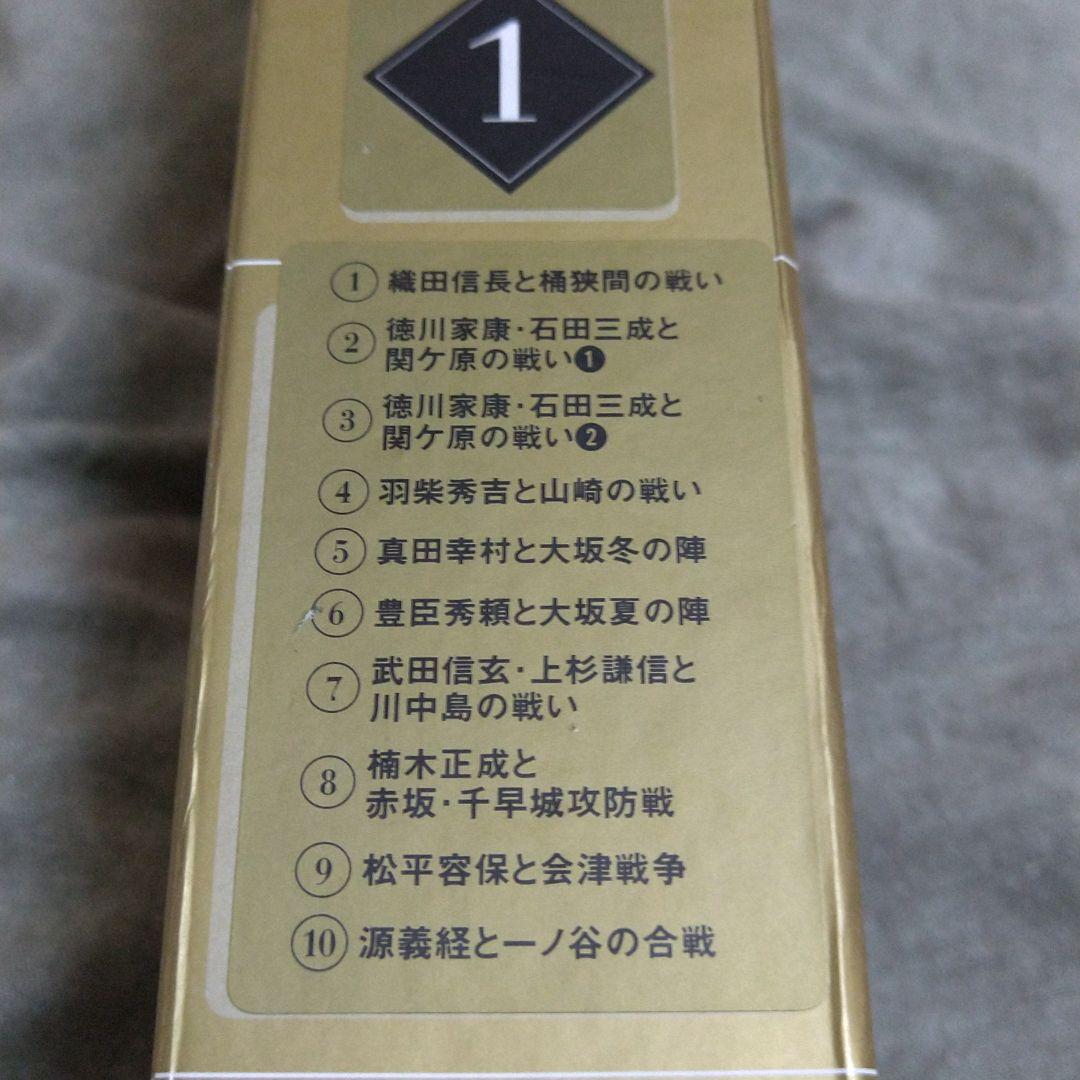 1
① 織田信長と桶狭間の戦い
② 徳川家康・石田三成と
関ケ原の戦い❶
③ 徳川家康・石田三成と
関ケ原の戦い❷
④ 羽柴秀吉と山崎の戦い
⑤ 真田幸村と大坂冬の陣
⑥ 豊臣秀頼と大坂夏の陣
⑦ 武田信玄・上杉謙信と
川中島の戦い
⑧ 楠木正成と
赤坂・千早城攻防戦
⑨ 松平容保と会津戦争
⑩ 源義経と一ノ谷の合戦